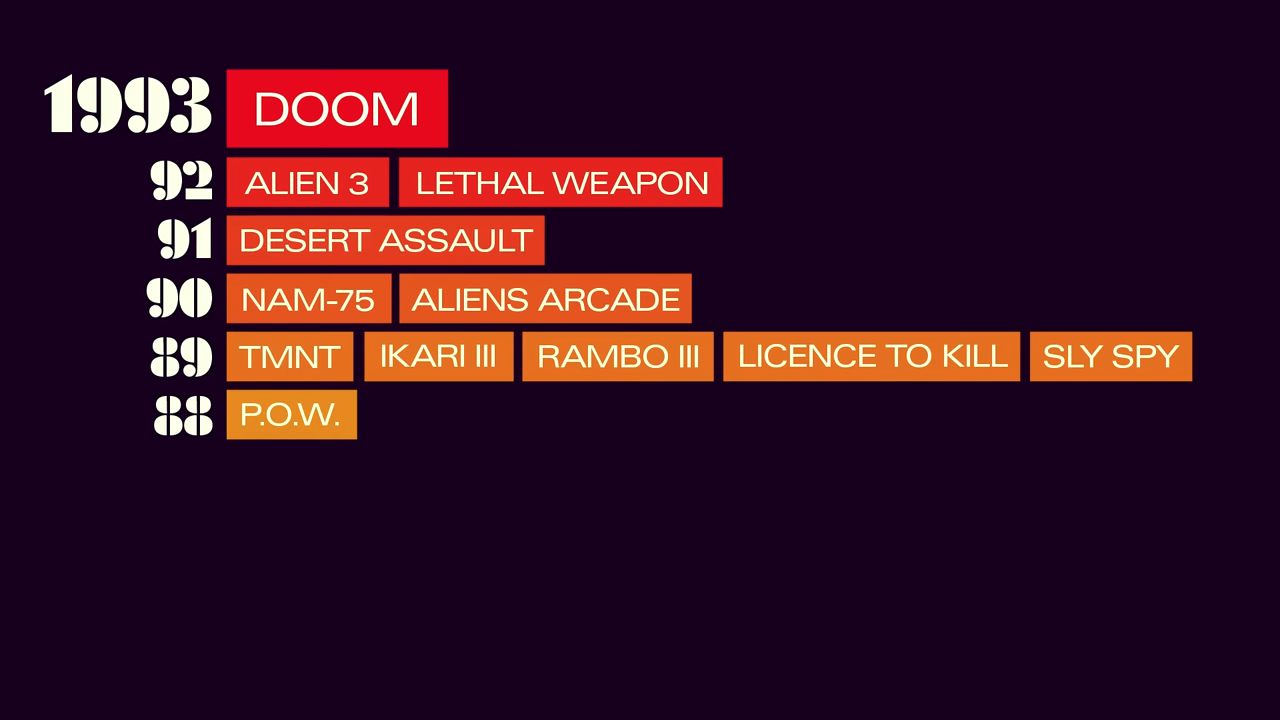 1993 DOOM
92 ALIEN 3 LETHAL WEAPON
91 DESERT ASSAULT
90 NAM-75 ALIENS ARCADE
89 TMNT IKARI III RAMBO III LICENCE TO KILL SLY SPY
88 P.O.W.